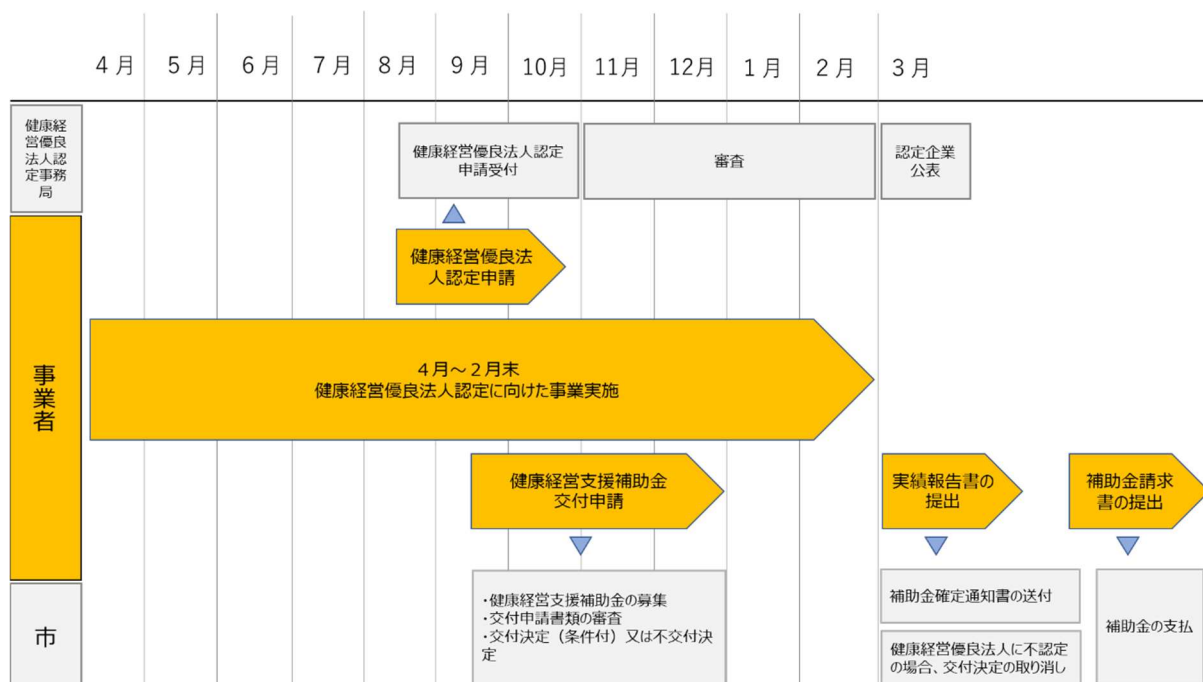 4月 5月 6月 7月 8月 9月 10月 11月 12月 1月 2月 3月
健康経
営優良
法人認
定事務
局
健康経営優良法人認定
申請受付
審査
認定企業
公表
事業者
健康経営優良法
人認定申請
４月～２月末
健康経営優良法人認定に向けた事業実施
健康経営支援補助金
交付申請
実績報告書の
提出
補助金請求
書の提出
市
・健康経営支援補助金の募集
・交付申請書類の審査
・交付決定（条件付）又は不交付決
定
補助金確定通知書の送付
健康経営優良法人に不認定
の場合、交付決定の取り消し
補助金の支払